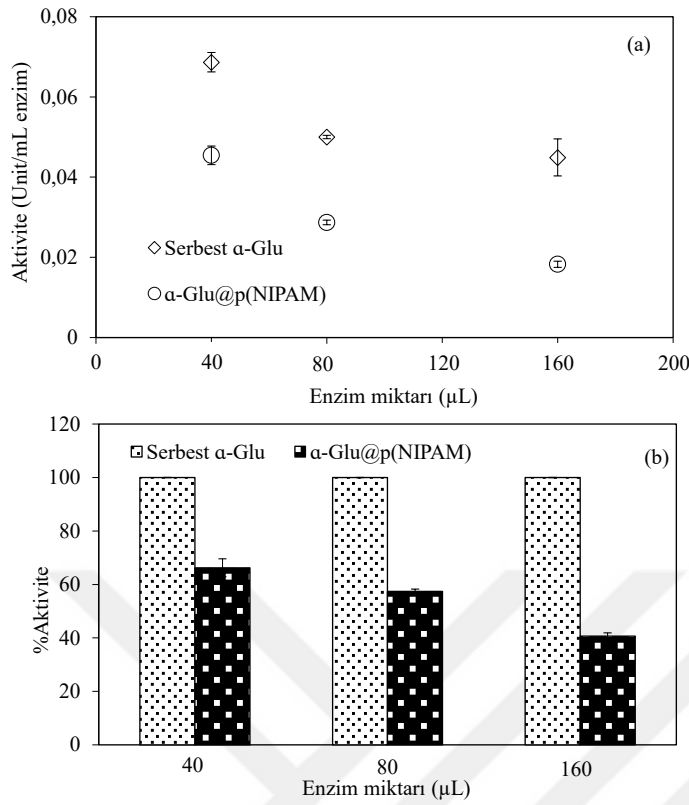 (a)
Aktivite (Unit/mL enzim)
0,08
0,06
0,04
0,02
0
◇ Serbest α-Glu
○ α-Glu@p(NIPAM)
0 40 80 120 160 200
Enzim miktarı (µL)
(b)
%Aktivite
120
100
80
60
40
20
0
Serbest α-Glu α-Glu@p(NIPAM)
40 80 160
Enzim miktarı (µL)